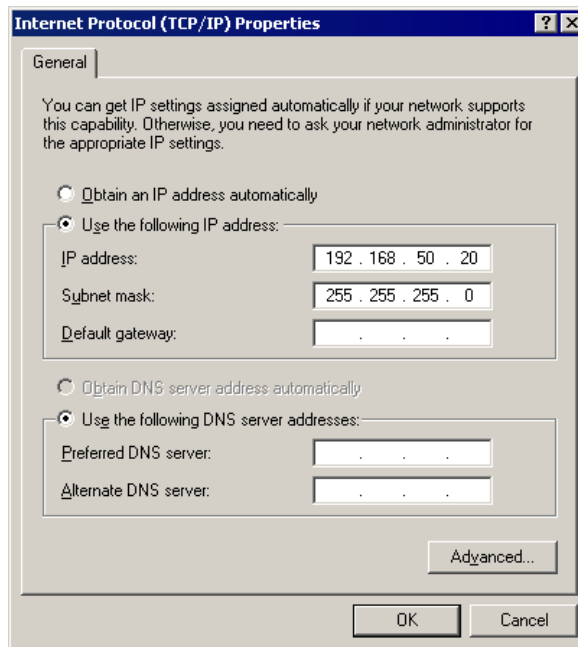 Internet Protocol (TCP/IP) Properties
General
You can get IP settings assigned automatically if your network supports
this capability. Otherwise, you need to ask your network administrator for
the appropriate IP settings.
Obtain an IP address automatically
Use the following IP address:
IP address: 192 . 168 . 50 . 20
Subnet mask: 255 . 255 . 255 . 0
Default gateway: . . .
Obtain DNS server address automatically
Use the following DNS server addresses:
Preferred DNS server: . . .
Alternate DNS server: . . .
Advanced...
OK Cancel